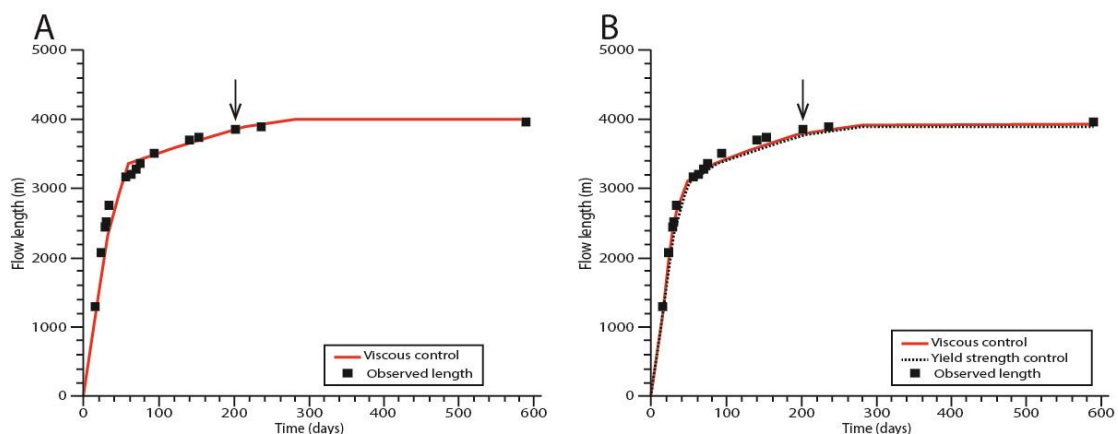 A
5000
4000
3000
2000
1000
0
Flow length (m)
0 100 200 300 400 500 600
Time (days)
Viscous control
Observed length
B
5000
4000
3000
2000
1000
0
Flow length (m)
0 100 200 300 400 500 600
Time (days)
Viscous control
Yield strength control
Observed length